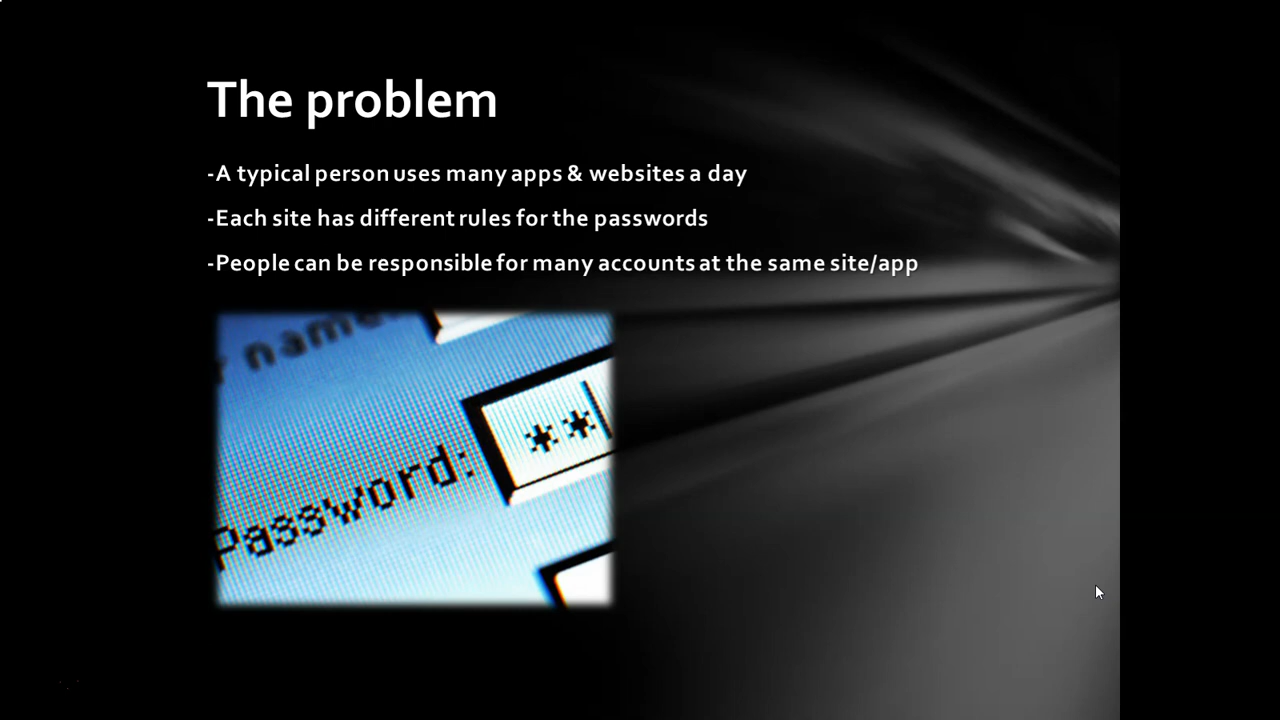 The problem
-A typical person uses many apps & websites a day
-Each site has different rules for the passwords
-People can be responsible for many accounts at the same site/app
name:
Password: **